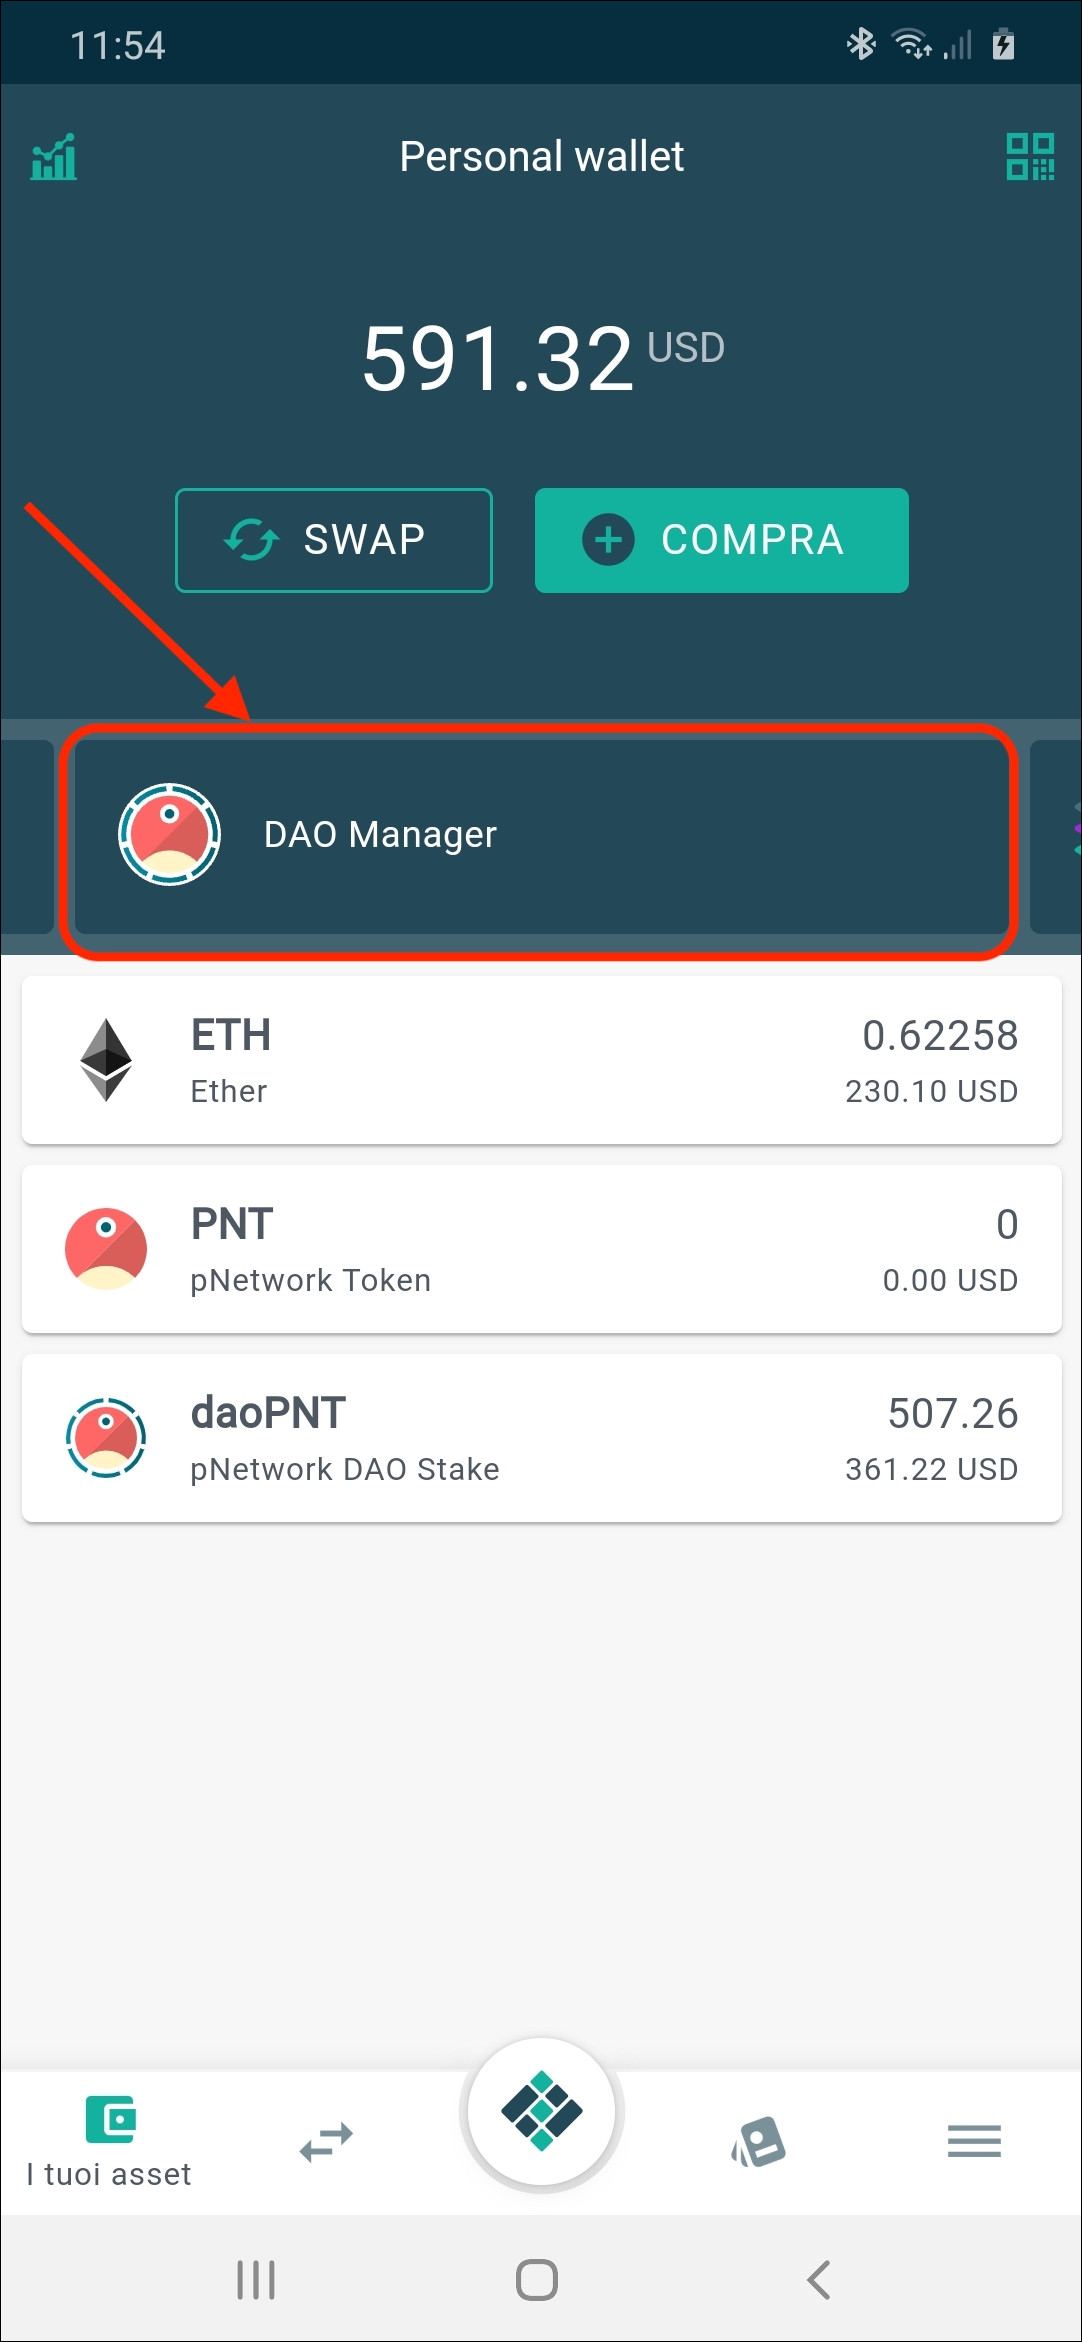 11:54
Personal wallet
591.32 USD
SWAP
COMPRA
DAO Manager
ETH
0.62258
Ether
230.10 USD
PNT
0
pNetwork Token
0.00 USD
daoPNT
507.26
pNetwork DAO Stake
361.22 USD
I tuoi asset